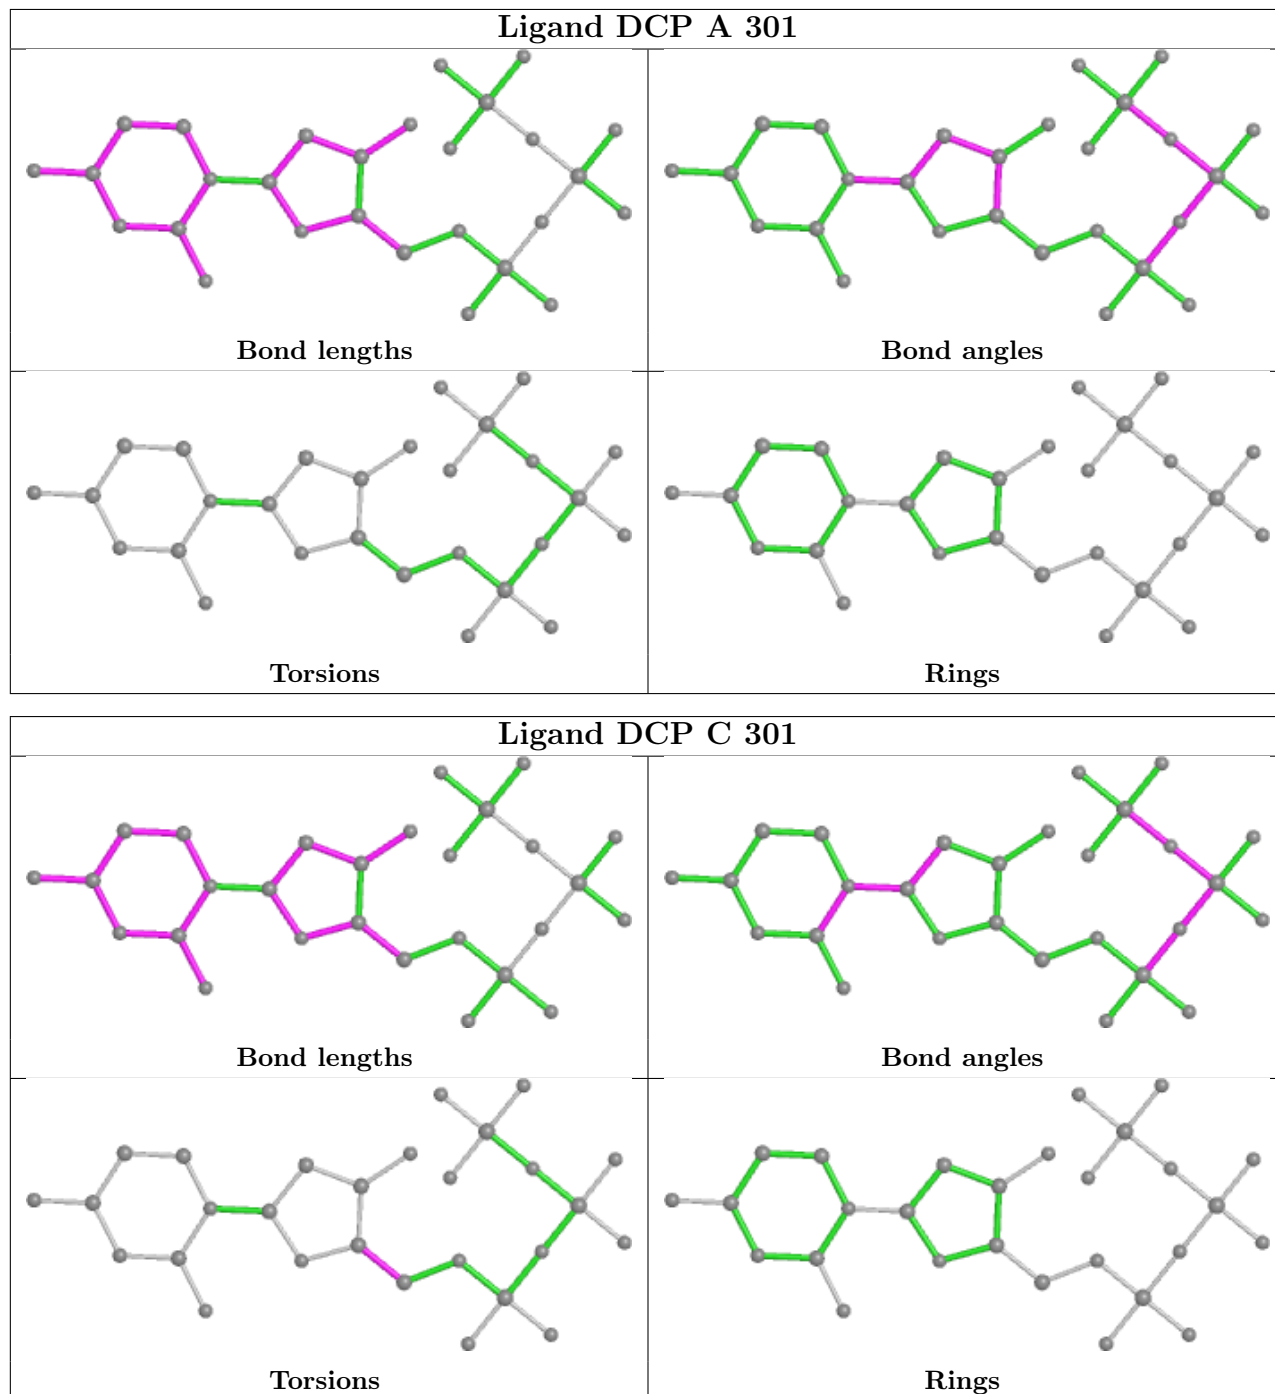 Ligand DCP A 301
Bond lengths
Bond angles
Torsions
Rings
Ligand DCP C 301
Bond lengths
Bond angles
Torsions
Rings